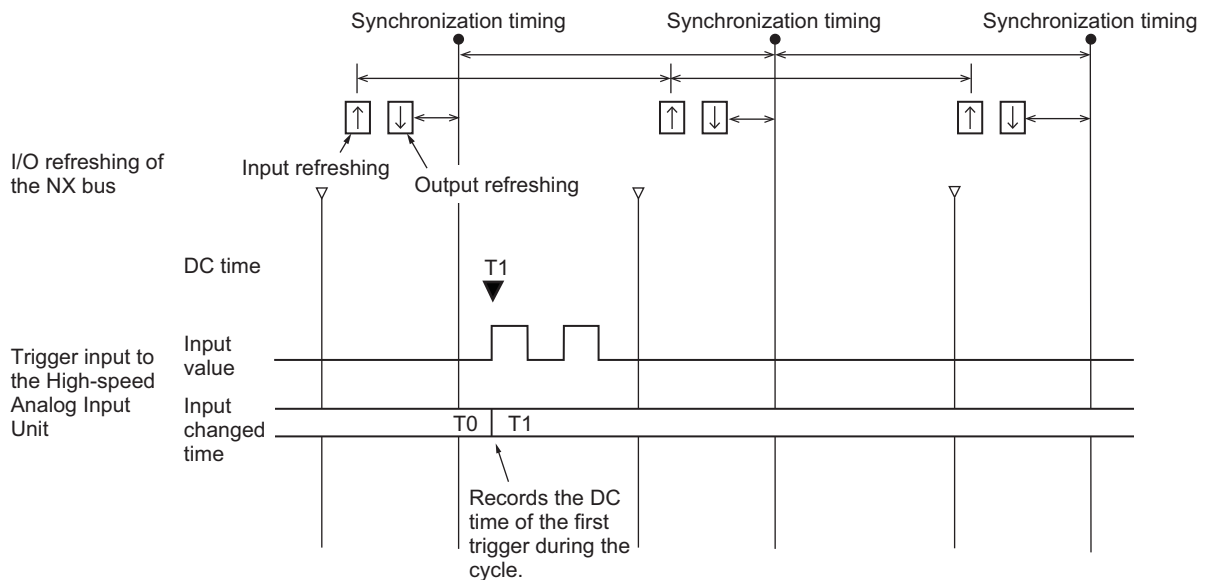 Synchronization timing
Synchronization timing
Synchronization timing
I/O refreshing of
the NX bus
Input refreshing
Output refreshing
DC time
T1
Trigger input to
the High-speed
Analog Input
Unit
Input
value
Input
changed
time
T0
T1
Records the DC
time of the first
trigger during the
cycle.